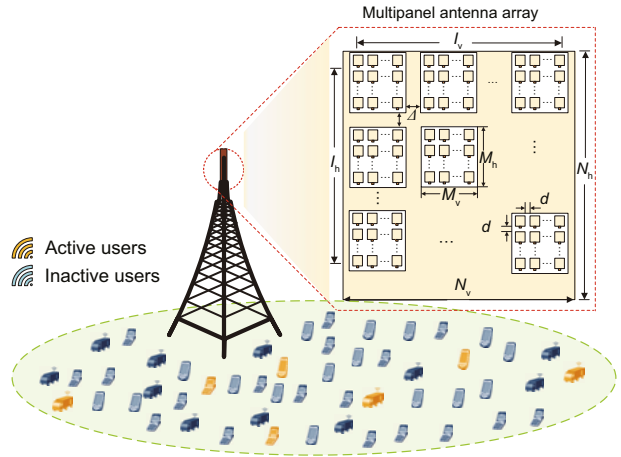 Multipanel antenna array
I_v
...
Δ
I_h
M_h
N_h
M_v
d
d
...
N_v
Active users
Inactive users